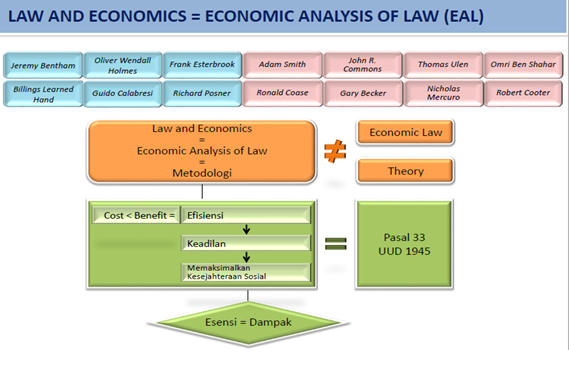 LAW AND ECONOMICS = ECONOMIC ANALYSIS OF LAW (EAL)
Jeremy Bentham
Oliver Wendall
Holmes
Frank Esterbrook
Adam Smith
John R.
Commons
Thomas Ulen
Omri Ben Shahar
Billings Learned
Hand
Guido Calabresi
Richard Posner
Ronald Coase
Gary Becker
Nicholas
Mercuro
Robert Cooter
Law and Economics
=
Economic Analysis of Law
=
Metodologi
≠
Economic Law
Theory
Cost < Benefit =
Efisiensi
Keadilan
Memaksimalkan
Kesejahteraan Sosial
=
Pasal 33
UUD 1945
Esensi = Dampak